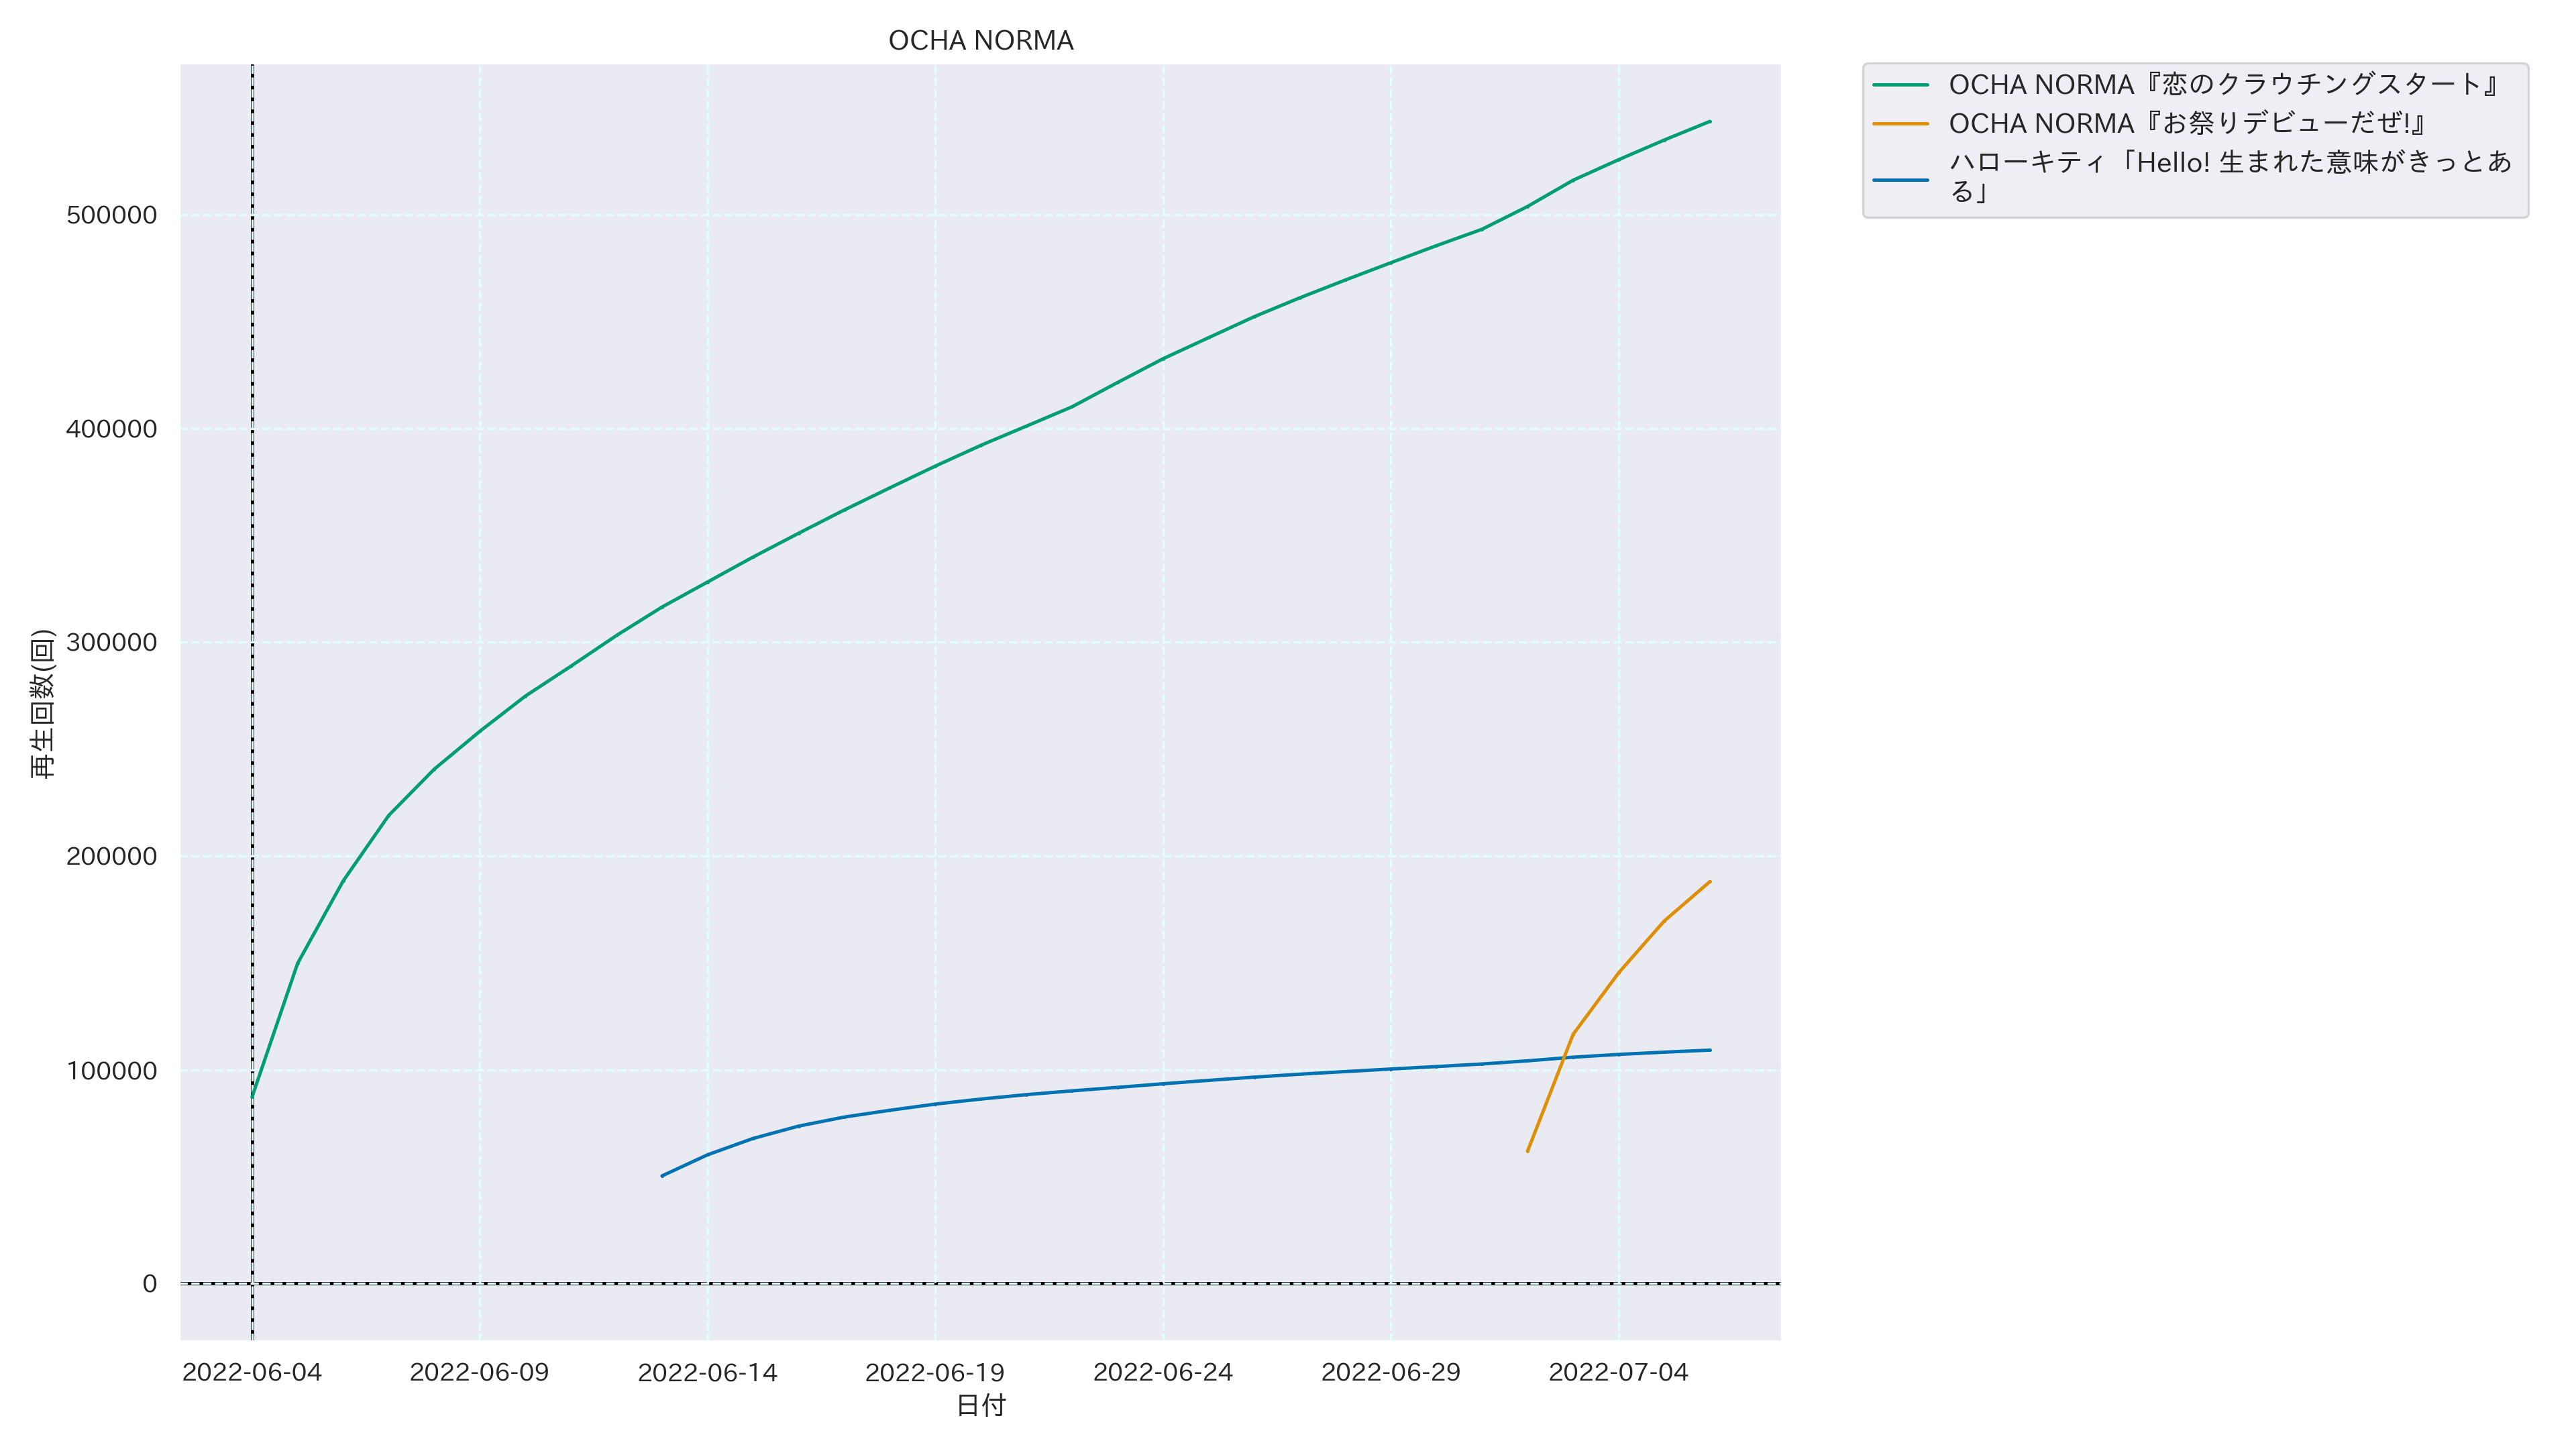 OCHA NORMA
OCHA NORMA『恋のクラウチングスタート』
OCHA NORMA『お祭りデビューだぜ!』
ハローキティ「Hello! 生まれた意味がきっとあ
る」
再生回数(回)
500000
400000
300000
200000
100000
0
2022-06-04
2022-06-09
2022-06-14
2022-06-19
2022-06-24
2022-06-29
2022-07-04
日付